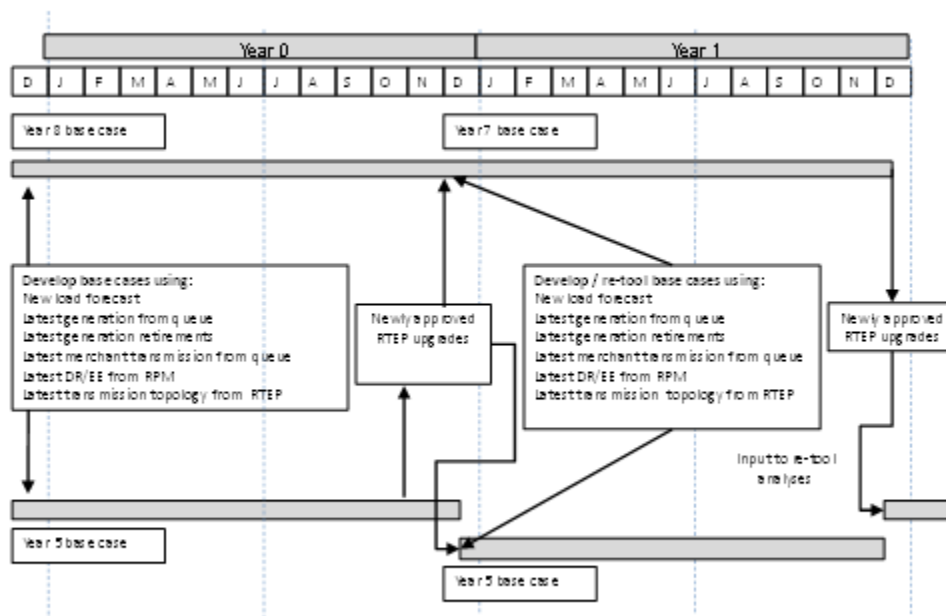 Year 0 Year 1
D J F M A M J J A S O N D J F M A M J J A S O N D
Year 8 base case
Year 7 base case
Develop base cases using:
New load forecast
Latest generation from queue
Latest generation retirements
Latest merchant transmission from queue
Latest DR/EE from RPM
Latest transmission topology from RTEP
Newly approved
RTEP upgrades
Develop / re-tool base cases using:
New load forecast
Latest generation from queue
Latest generation retirements
Latest merchant transmission from queue
Latest DR/EE from RPM
Latest transmission topology from RTEP
Newly approved
RTEP upgrades
Input to re-tool
analyses
Year 5 base case
Year 5 base case